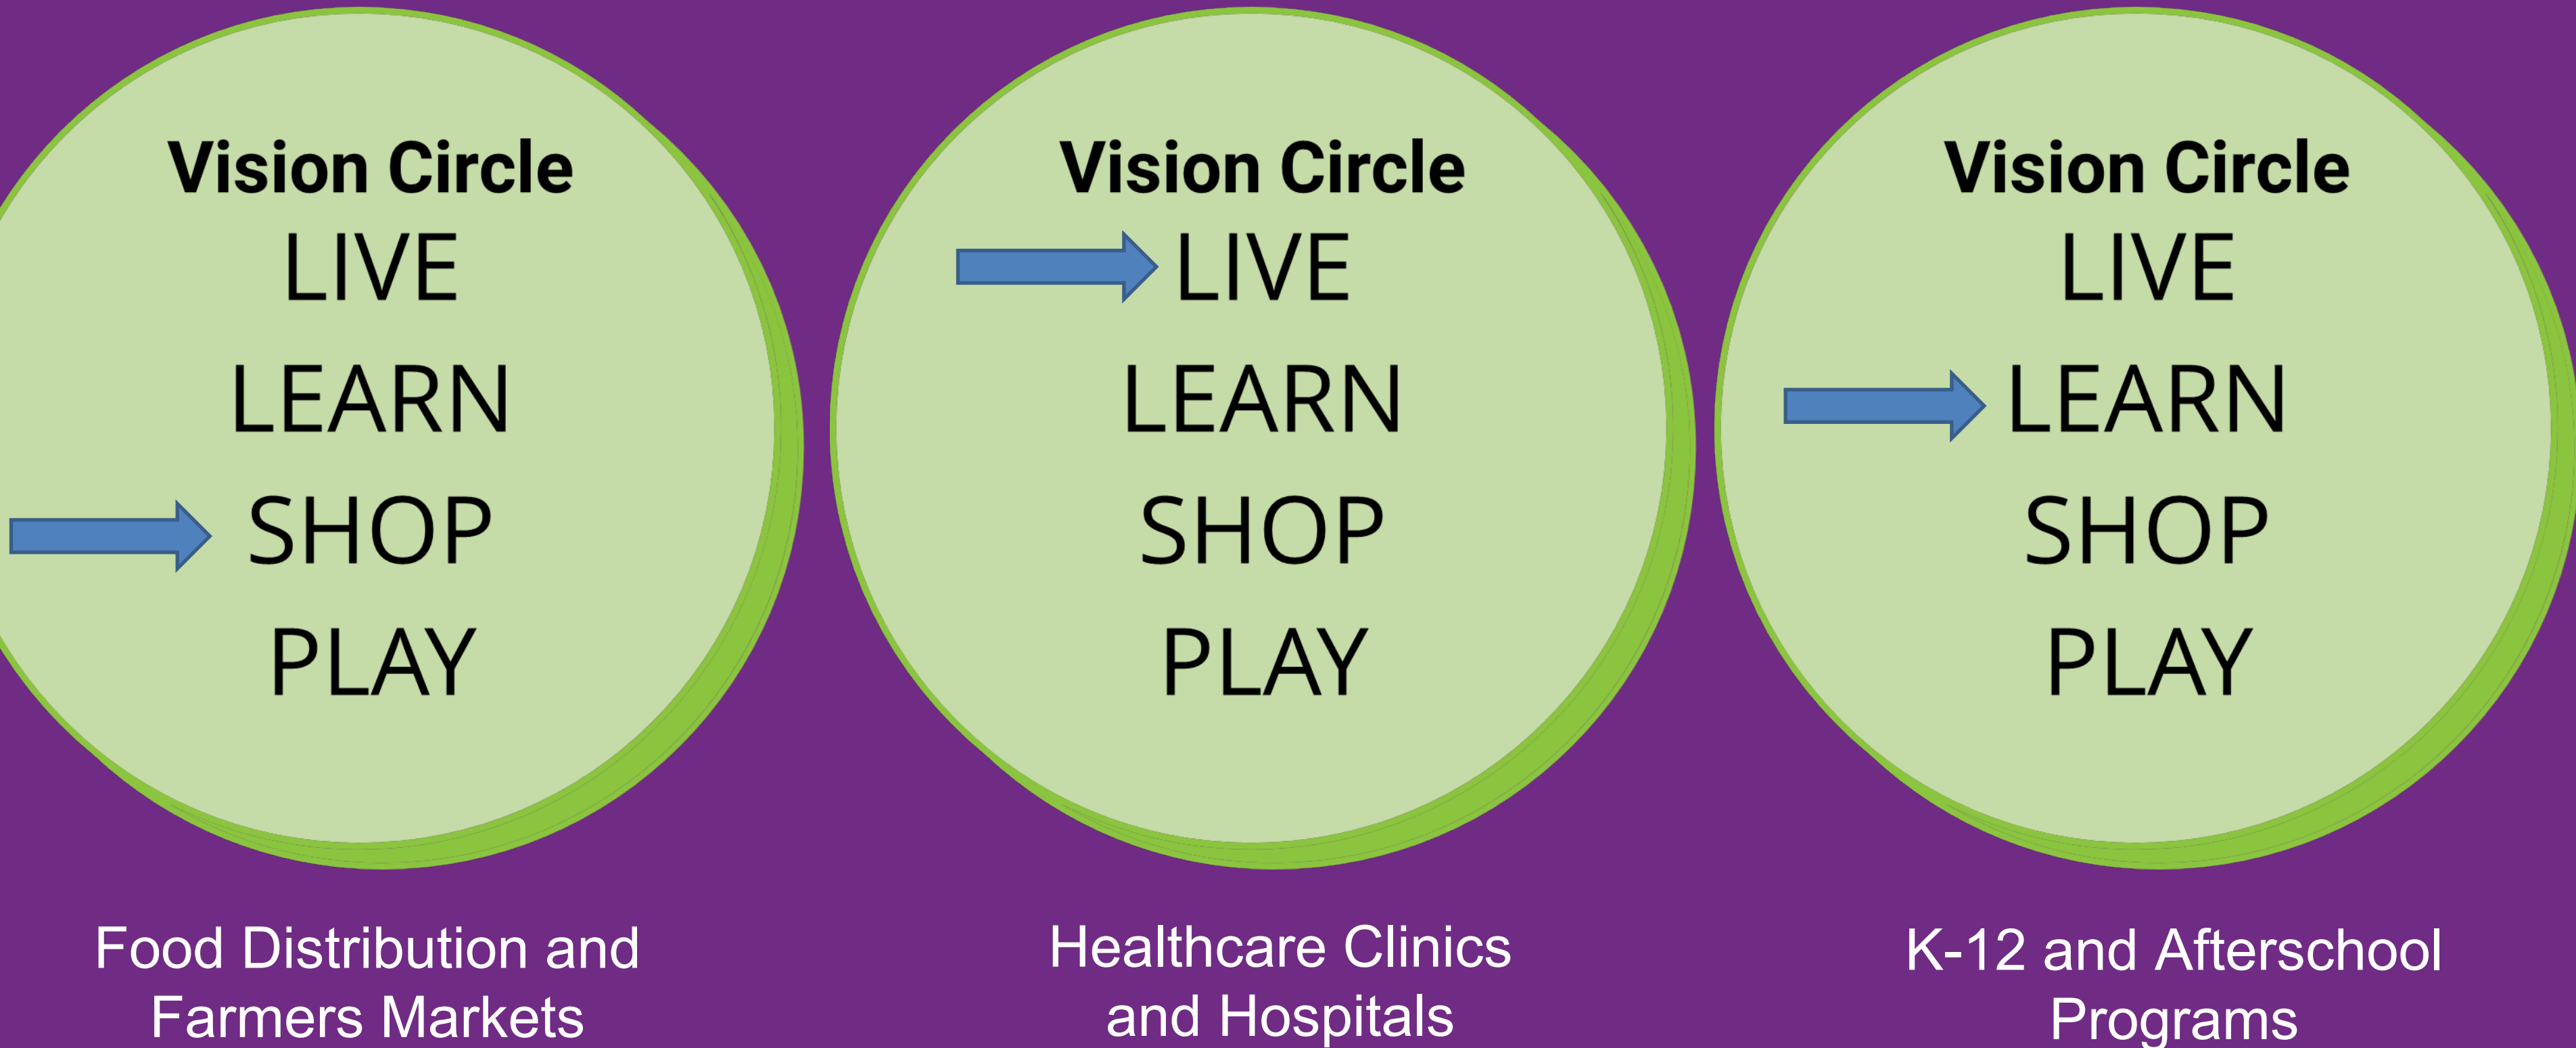 Vision Circle
LIVE
LEARN
SHOP
PLAY
Food Distribution and
Farmers Markets
Vision Circle
LIVE
LEARN
SHOP
PLAY
Healthcare Clinics
and Hospitals
Vision Circle
LIVE
LEARN
SHOP
PLAY
K-12 and Afterschool
Programs